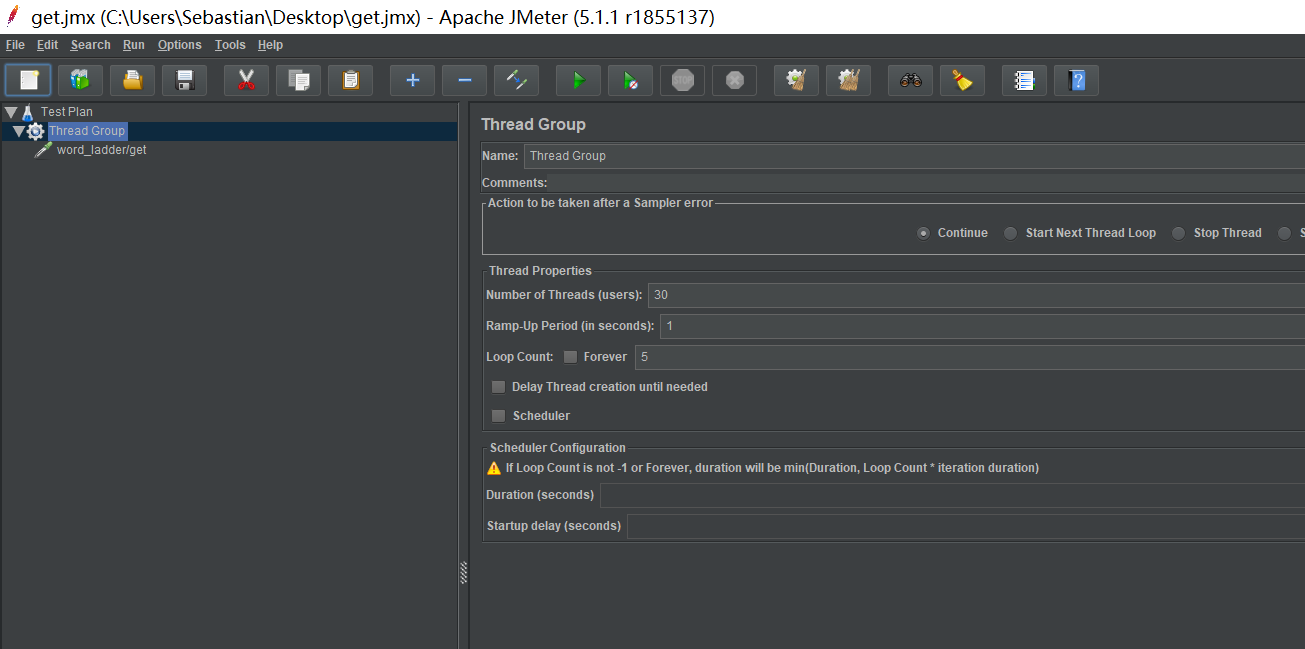 get.jmx (C:\Users\Sebastian\Desktop\get.jmx) - Apache JMeter (5.1.1 r1855137)
File Edit Search Run Options Tools Help
Test Plan
Thread Group
word_ladder/get
Thread Group
Name: Thread Group
Comments:
Action to be taken after a Sampler error
Continue Start Next Thread Loop Stop Thread S
Thread Properties
Number of Threads (users): 30
Ramp-Up Period (in seconds): 1
Loop Count: Forever 5
Delay Thread creation until needed
Scheduler
Scheduler Configuration
If Loop Count is not -1 or Forever, duration will be min(Duration, Loop Count * iteration duration)
Duration (seconds)
Startup delay (seconds)